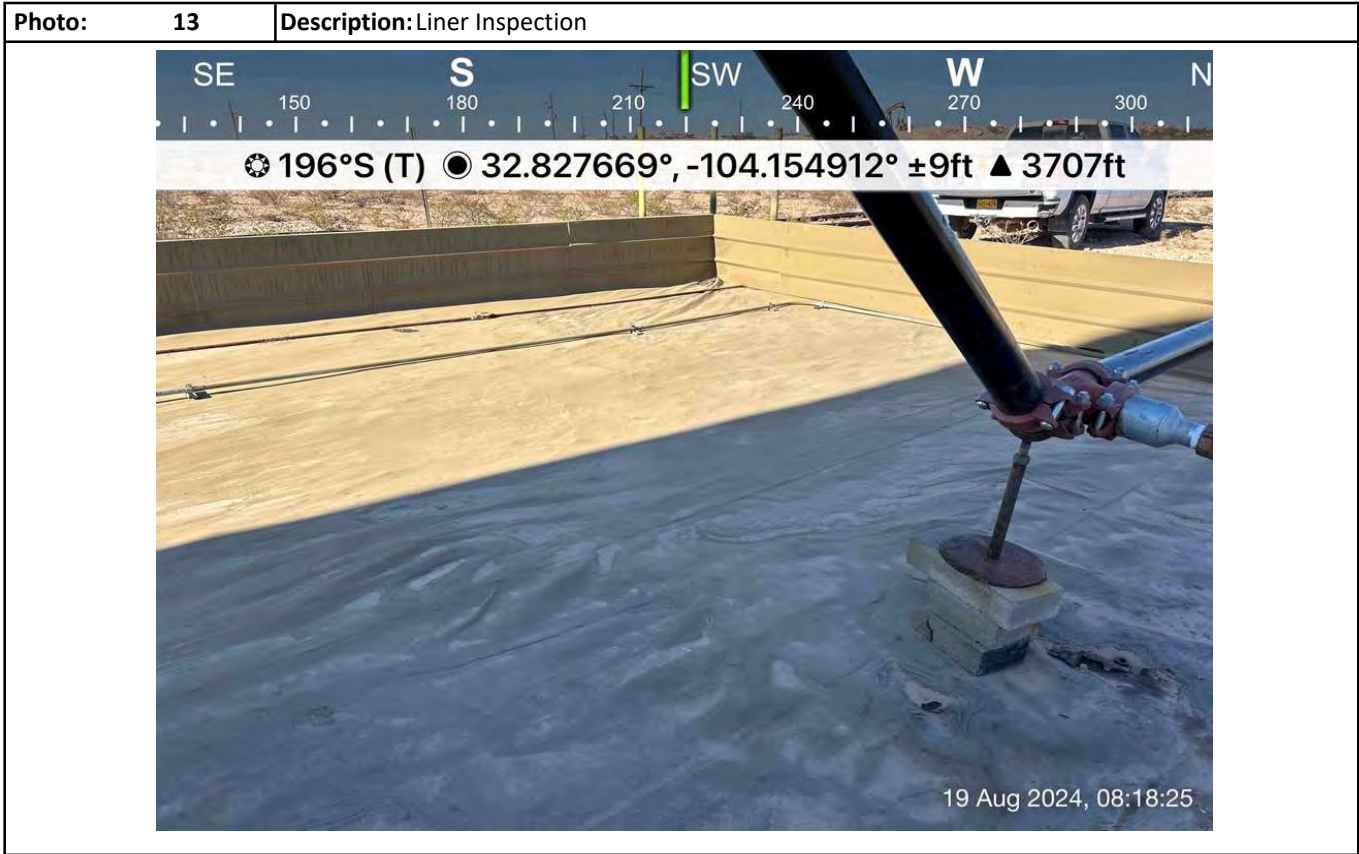 Photo: 13 Description: Liner Inspection
SE S SW W N
150 180 210 240 270 300
196°S (T) 32.827669°, -104.154912° ±9ft ▲ 3707ft
19 Aug 2024, 08:18:25